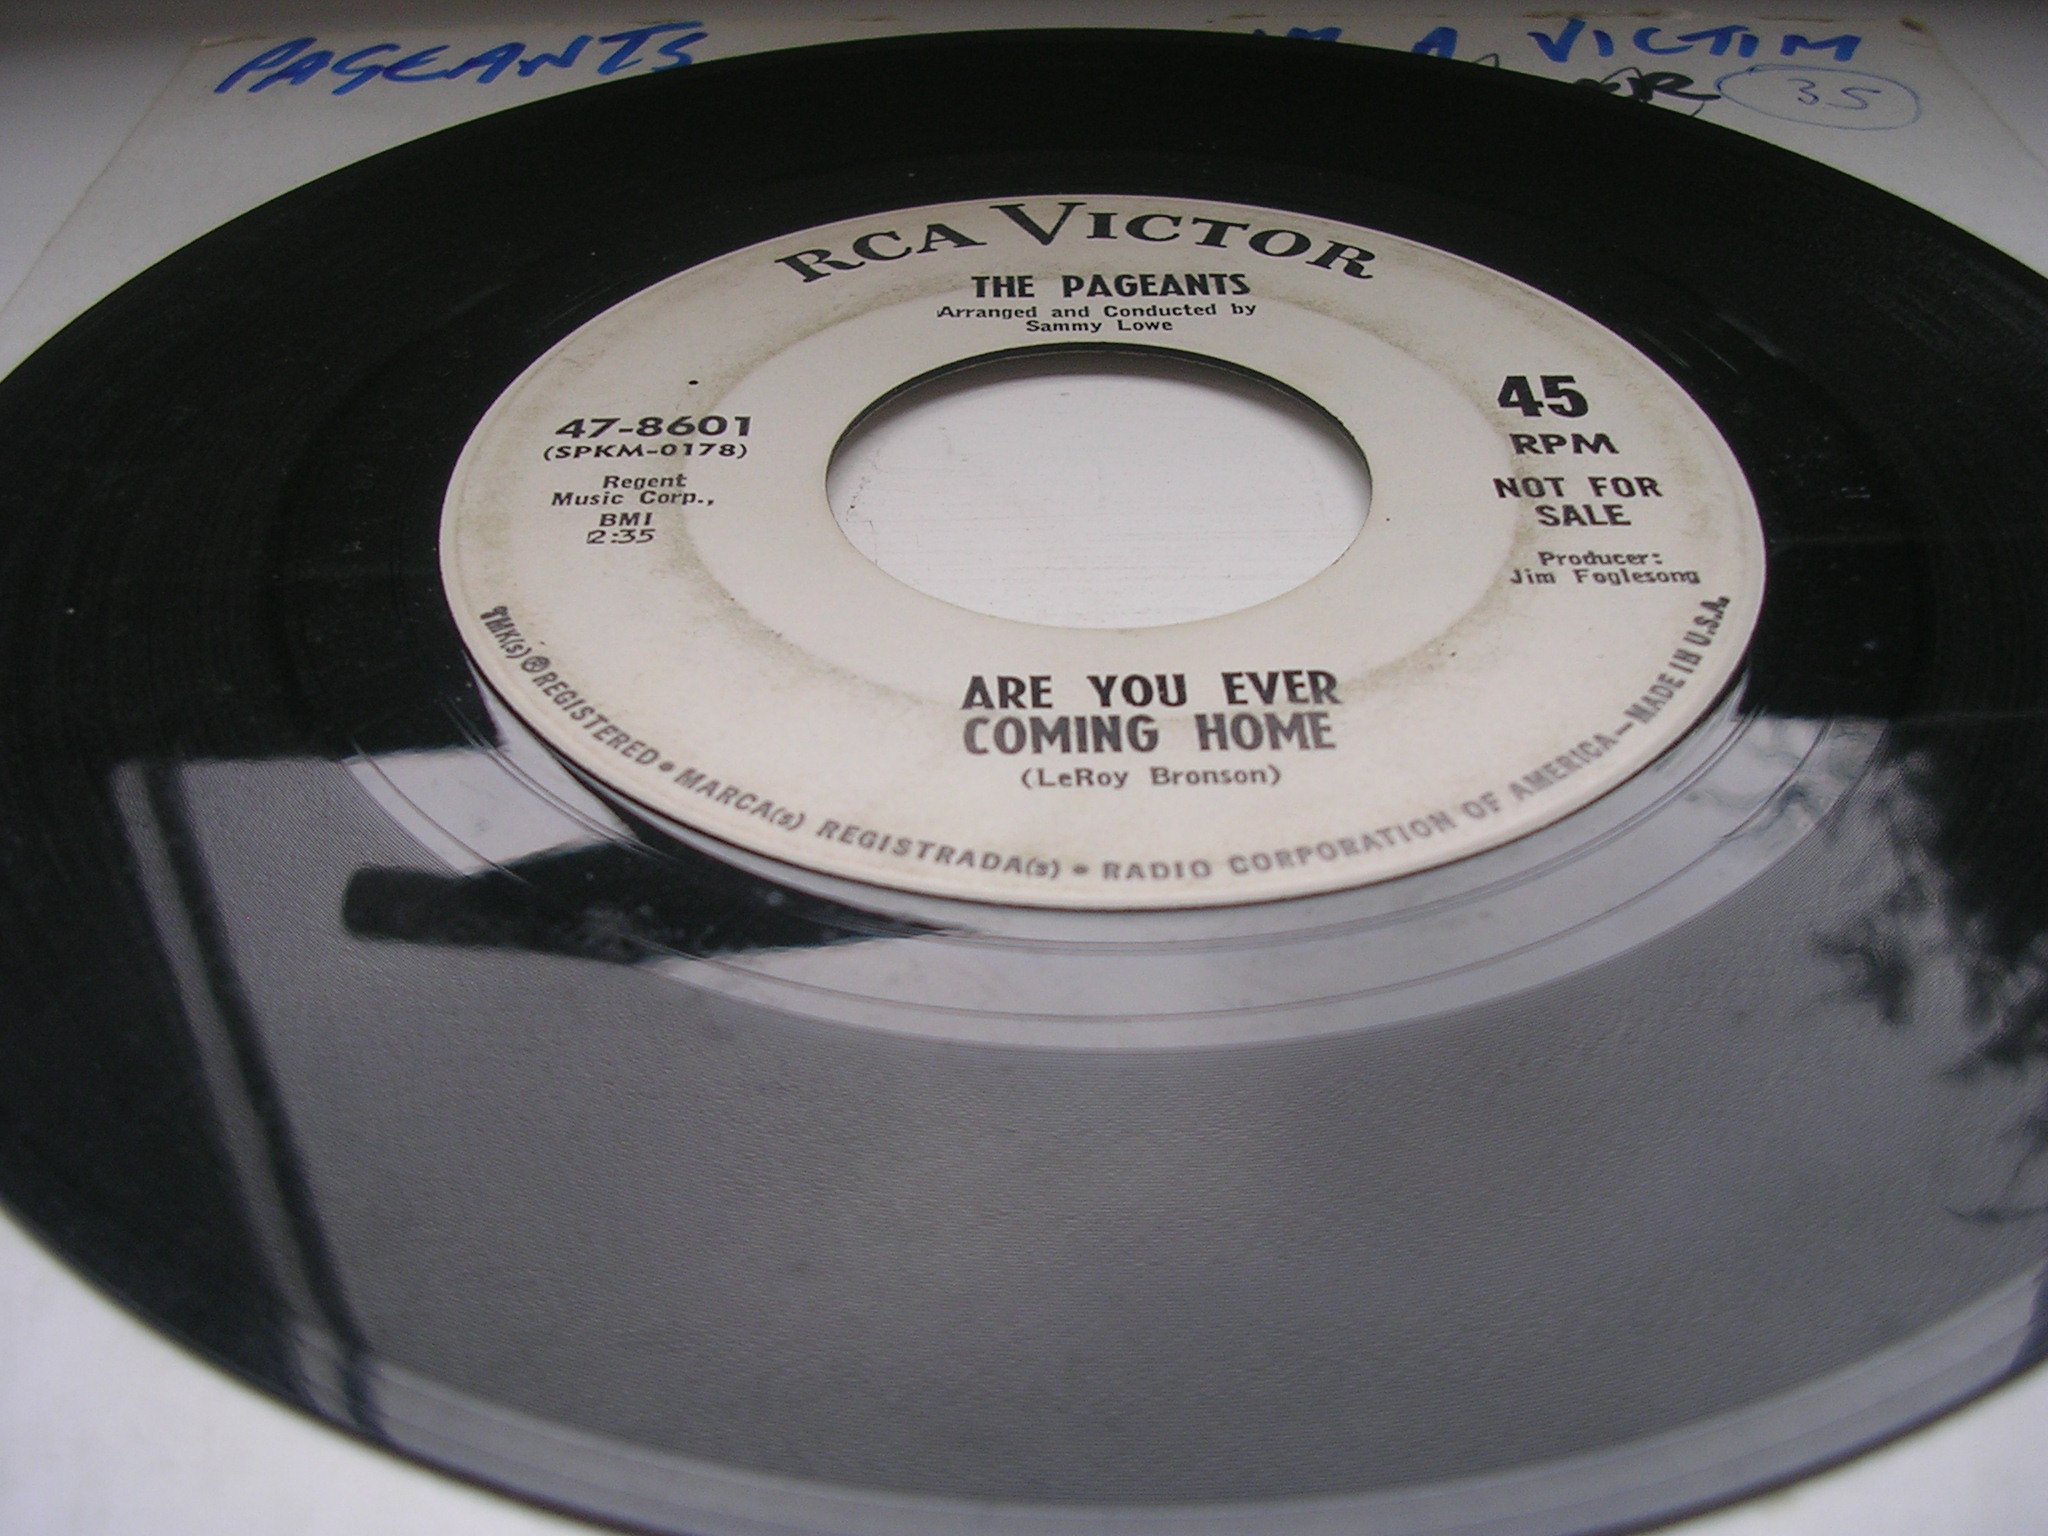 PAGEANTS
A VICTIM
35
RCA VICTOR
THE PAGEANTS
Arranged and Conducted by
Sammy Lowe
47-8601
(SPKM-0178)
Regent
Music Corp.,
BMI
2:35
45
RPM
NOT FOR
SALE
Producer:
Jim Foglesong
ARE YOU EVER
COMING HOME
(LeRoy Bronson)
TMK(s) ® REGISTERED • MARCA(s) REGISTRADA(s) • RADIO CORPORATION OF AMERICA—MADE IN U.S.A.